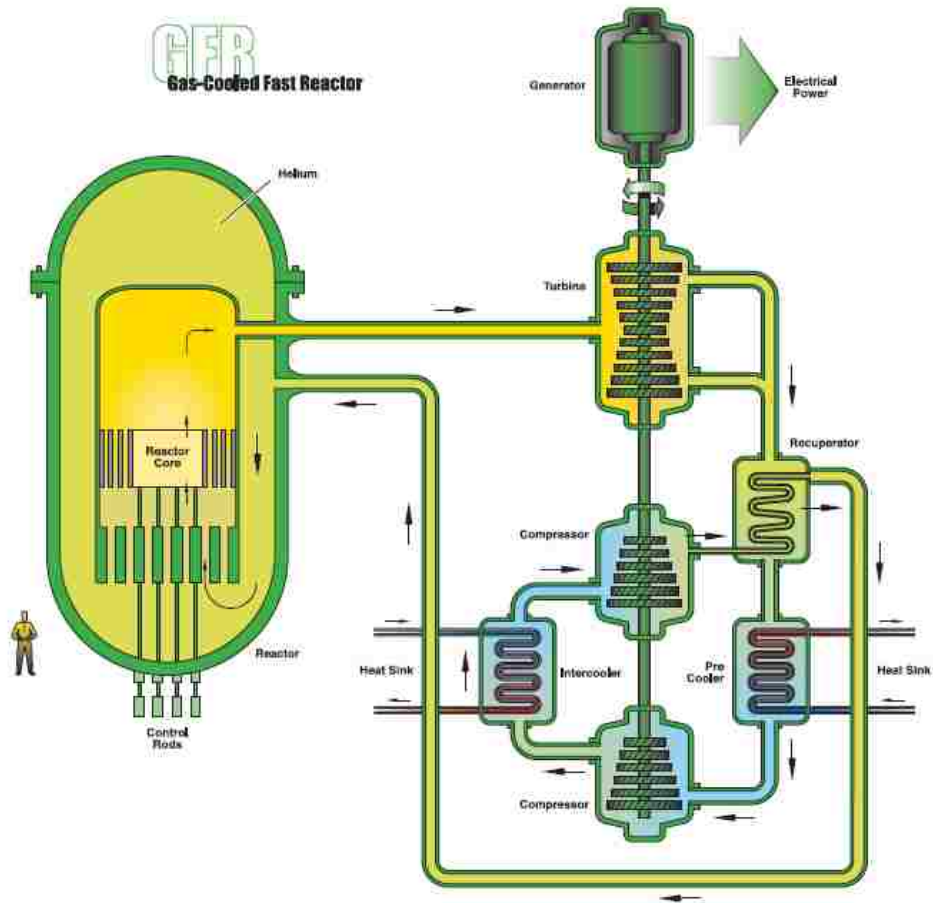 GFR
Gas-Cooled Fast Reactor
Generator
Electrical
Power
Helium
Turbine
Reactor
Core
Recuperator
Compressor
Reactor
Heat Sink
Intercooler
Pre
Cooler
Heat Sink
Control
Rods
Compressor